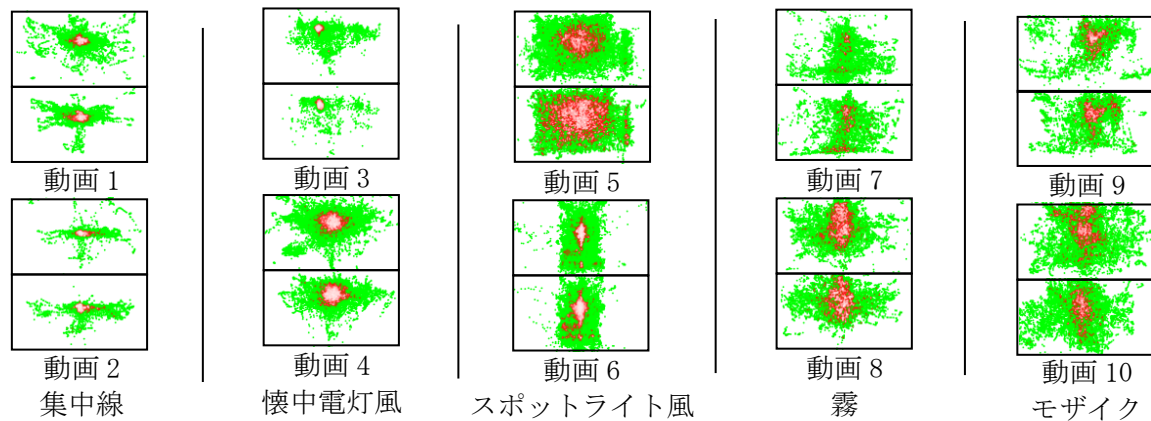 動画 1
動画 3
動画 5
動画 7
動画 9
動画 2
動画 4
動画 6
動画 8
動画 10
集中線
懐中電灯風
スポットライト風
霧
モザイク